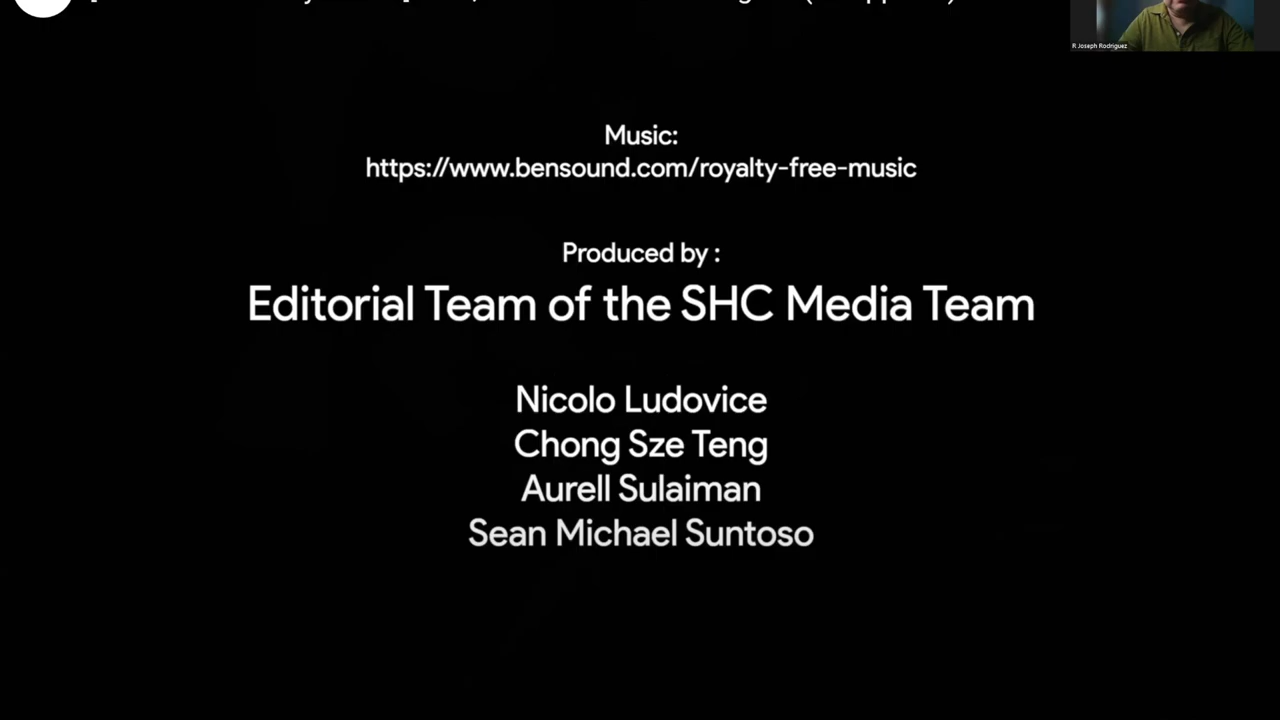 R Joseph Rodriguez
Music:
https://www.bensound.com/royalty-free-music
Produced by :
Editorial Team of the SHC Media Team
Nicolo Ludovice
Chong Sze Teng
Aurell Sulaiman
Sean Michael Suntoso